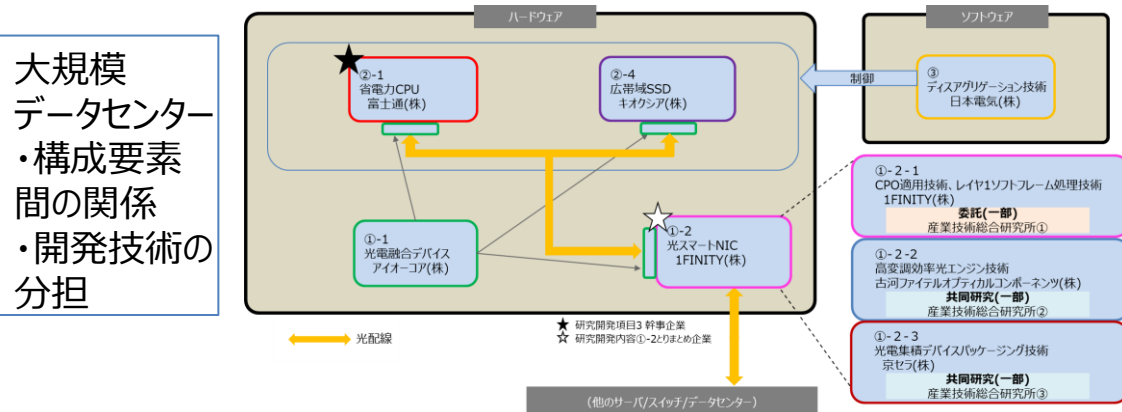 大規模
データセンター
・構成要素
間の関係
・開発技術の
分担
ハードウェア
ソフトウェア
②-1
省電力CPU
富士通(株)
②-4
広帯域SSD
キオクシア(株)
制御
③
ディスアグリゲーション技術
日本電気(株)
①-1
光電融合デバイス
アイオーコア(株)
①-2
光スマートNIC
1FINITY(株)
①-2-1
CPO適用技術、レイヤ1ソフトフレーム処理技術
1FINITY(株)
委託(一部)
産業技術総合研究所①
①-2-2
高変調効率光エンジン技術
古河ファイテルオプティカルコンポーネンツ(株)
共同研究(一部)
産業技術総合研究所②
①-2-3
光電集積デバイスパッケージング技術
京セラ(株)
共同研究(一部)
産業技術総合研究所③
光配線
★ 研究開発項目3 幹事企業
☆ 研究開発内容①-2とりまとめ企業
(他のサーバ/スイッチ/データセンター)